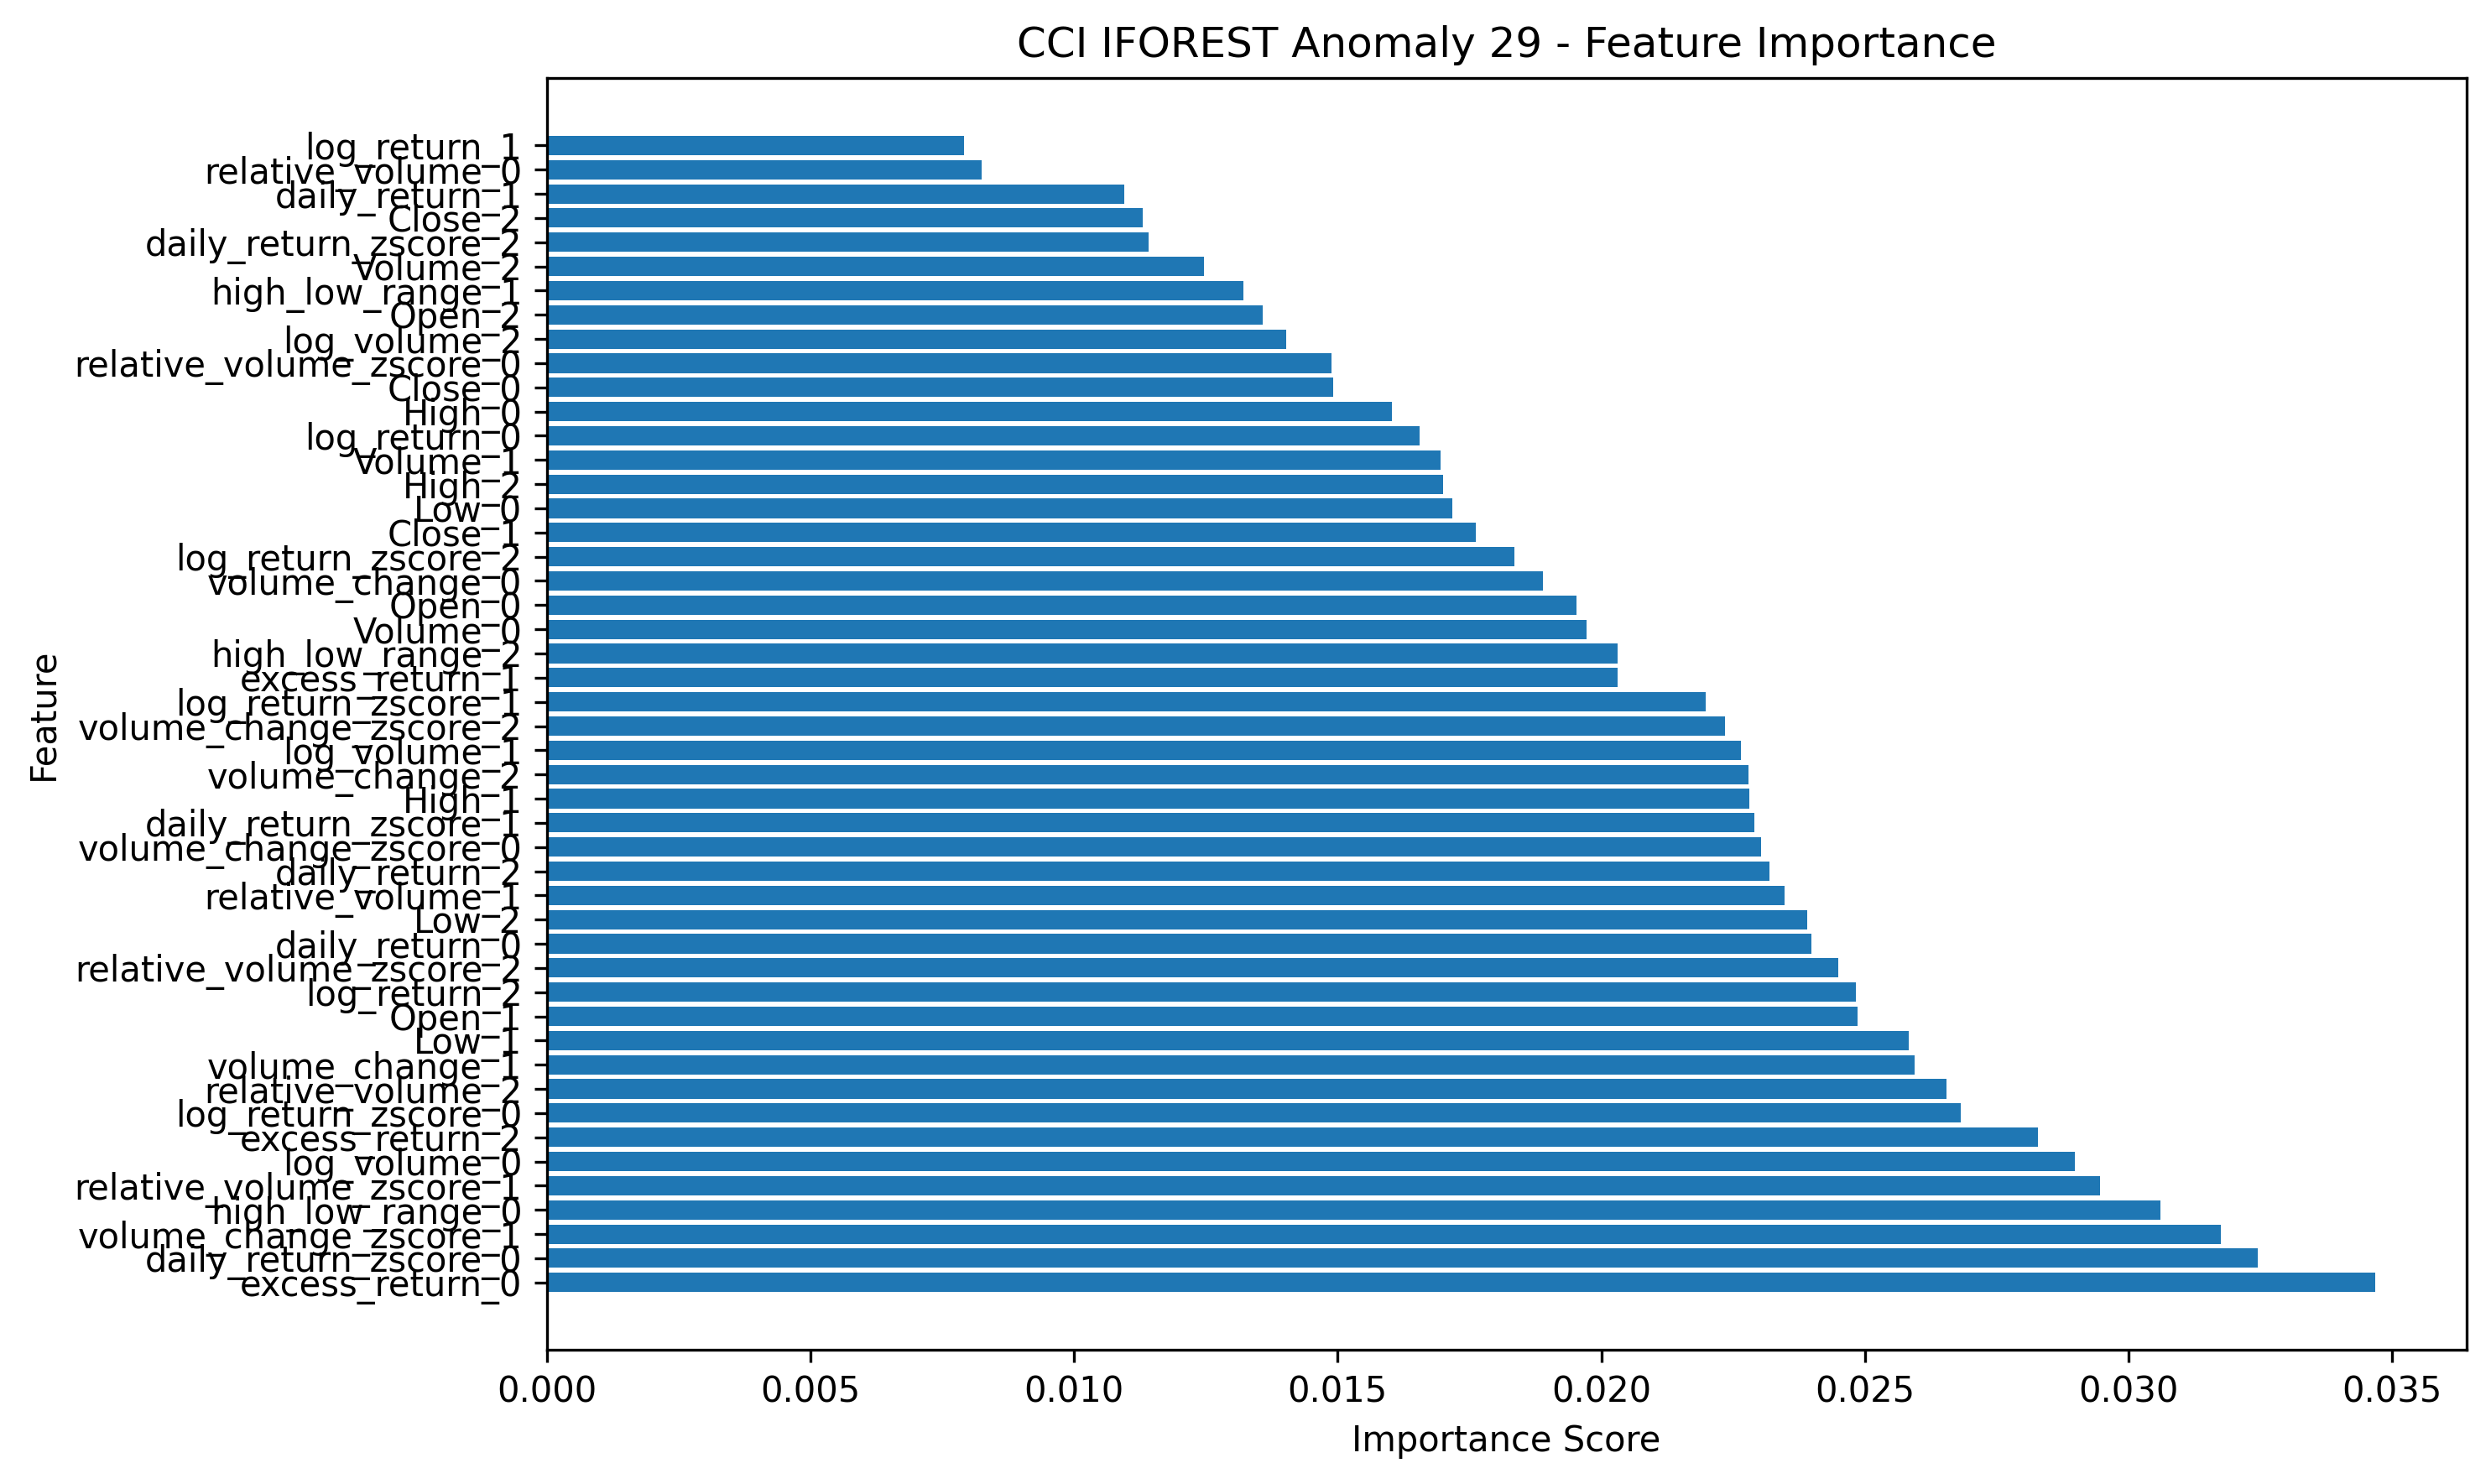 CCI IFOREST Anomaly 29 - Feature Importance
log_return_1
relative_volume_0
daily_return_1
Close_2
daily_return_zscore_2
Volume_2
high_low_range_1
Open_2
log_volume_2
relative_volume_zscore_0
Close_0
High_0
log_return_0
Volume_1
High_2
Low_0
Close_1
log_return_zscore_2
volume_change_0
Open_0
Volume_0
high_low_range_2
excess_return_1
log_return_zscore_1
volume_change_zscore_2
log_volume_1
volume_change_2
High_1
daily_return_zscore_1
volume_change_zscore_0
daily_return_2
relative_volume_1
Low_2
daily_return_0
relative_volume_zscore_2
log_return_2
Open_1
Low_1
volume_change_1
relative_volume_2
log_return_zscore_0
excess_return_2
log_volume_0
relative_volume_zscore_1
high_low_range_0
volume_change_zscore_1
daily_return_zscore_0
excess_return_0
Feature
0.000 0.005 0.010 0.015 0.020 0.025 0.030 0.035
Importance Score